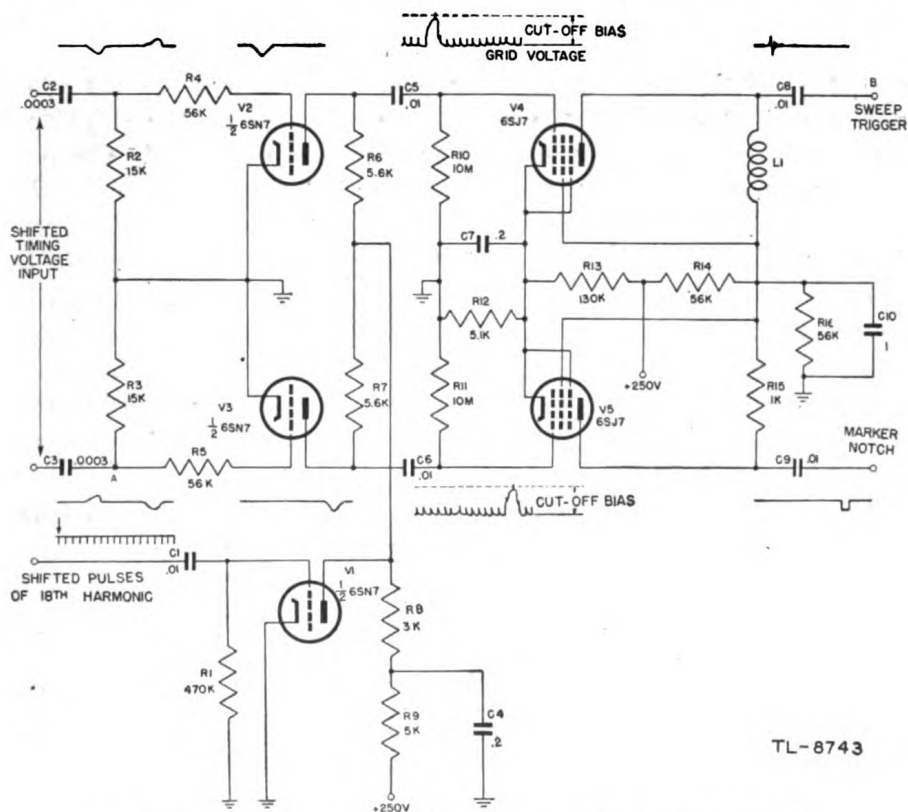 CUT-OFF BIAS
GRID VOLTAGE
C2
.0003
R4
56K
V2
1/2 6SN7
C5
.01
V4
6SJ7
C8
.01
B
SWEEP
TRIGGER
R2
15K
R6
5.6K
R10
10M
L1
SHIFTED
TIMING
VOLTAGE
INPUT
C7
.2
R13
130K
R14
56K
R12
5.1K
R16
56K
C10
1
+250V
R3
15K
V3
1/2 6SN7
R7
5.6K
R11
10M
V5
6SJ7
R15
1K
MARKER
NOTCH
C3
.0003
A
R5
56K
C6
.01
C9
.01
CUT-OFF BIAS
SHIFTED PULSES
OF 18TH HARMONIC
C1
.01
V1
1/2 6SN7
R8
3K
R1
470K
R9
5K
C4
.2
+250V
TL-8743